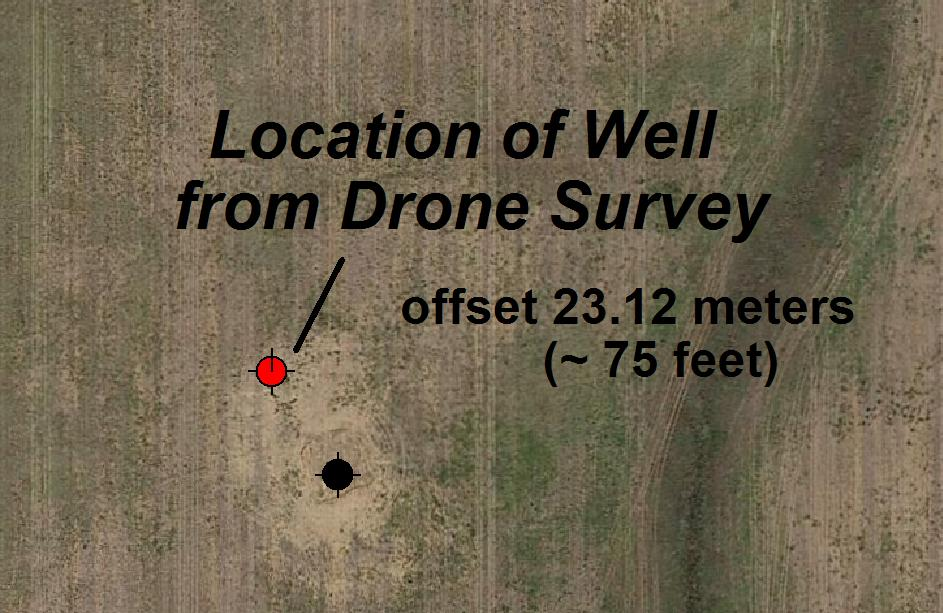 Location of Well
from Drone Survey
offset 23.12 meters
(~ 75 feet)